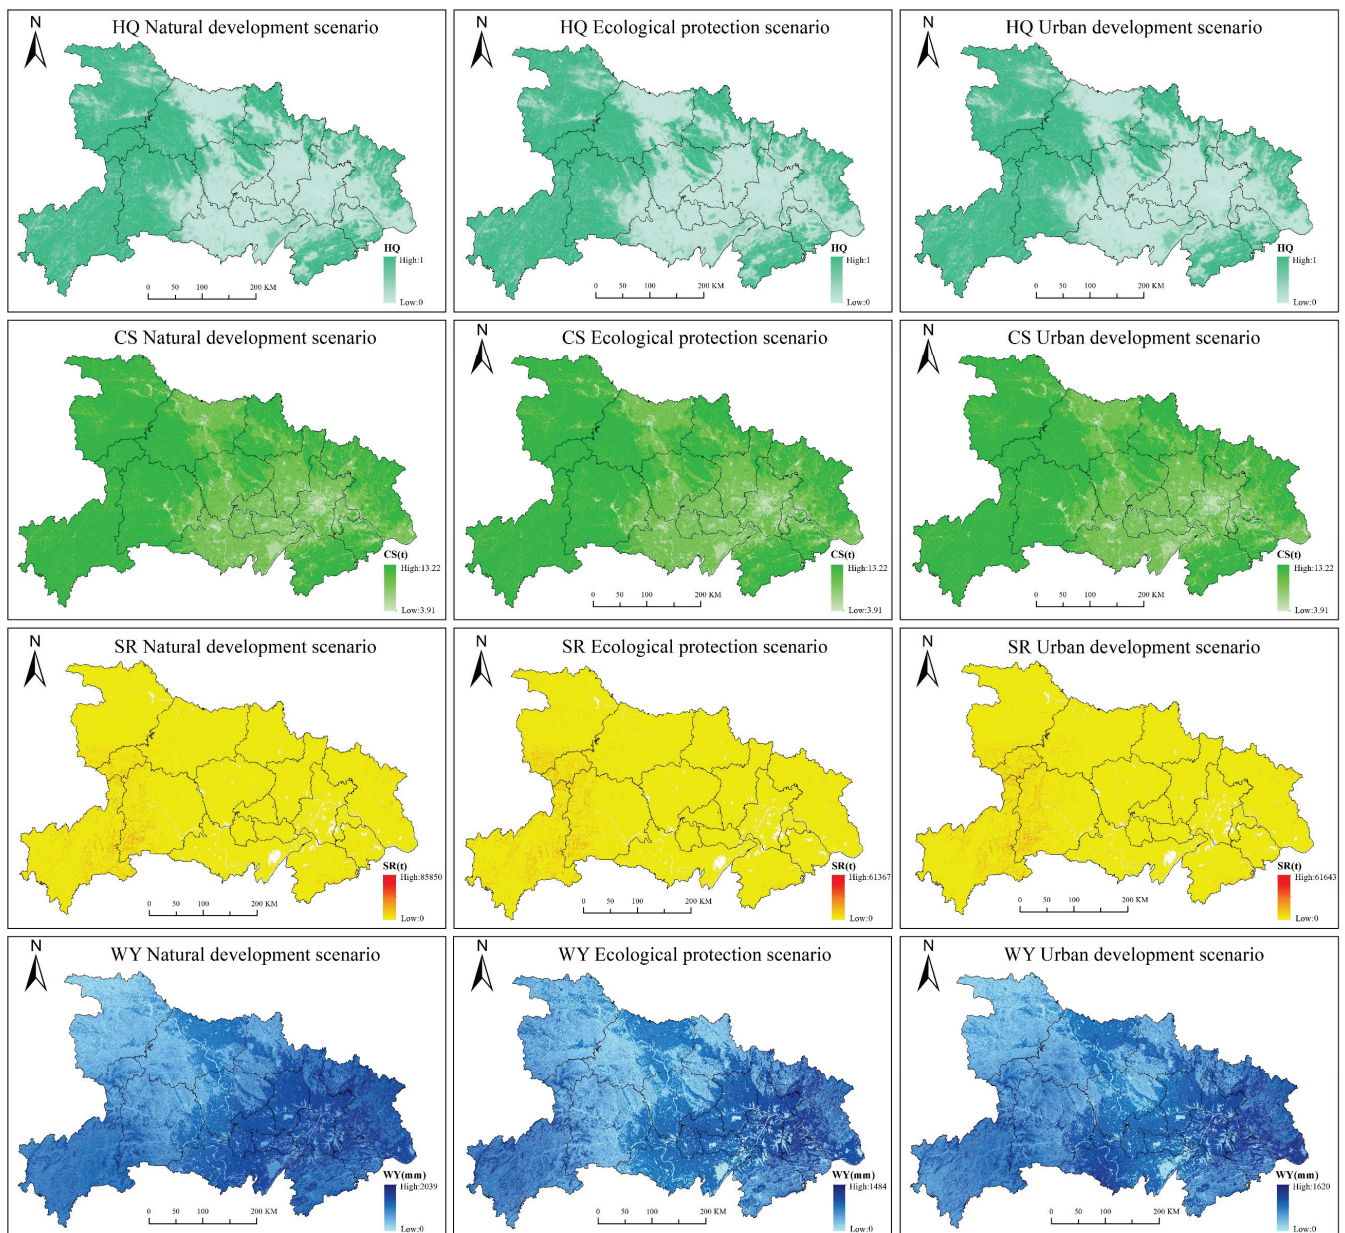 N
HQ Natural development scenario
HQ
High:1
Low:0
0 50 100 200 KM
N
HQ Ecological protection scenario
HQ
High:1
Low:0
0 50 100 200 KM
N
HQ Urban development scenario
HQ
High:1
Low:0
0 50 100 200 KM
N
CS Natural development scenario
CS(t)
High:13.22
Low:3.91
0 50 100 200 KM
N
CS Ecological protection scenario
CS(t)
High:13.22
Low:3.91
0 50 100 200 KM
N
CS Urban development scenario
CS(t)
High:13.22
Low:3.91
0 50 100 200 KM
N
SR Natural development scenario
SR(t)
High:85850
Low:0
0 50 100 200 KM
N
SR Ecological protection scenario
SR(t)
High:61367
Low:0
0 50 100 200 KM
N
SR Urban development scenario
SR(t)
High:61643
Low:0
0 50 100 200 KM
N
WY Natural development scenario
WY(mm)
High:2039
Low:0
0 50 100 200 KM
N
WY Ecological protection scenario
WY(mm)
High:1484
Low:0
0 50 100 200 KM
N
WY Urban development scenario
WY(mm)
High:1620
Low:0
0 50 100 200 KM